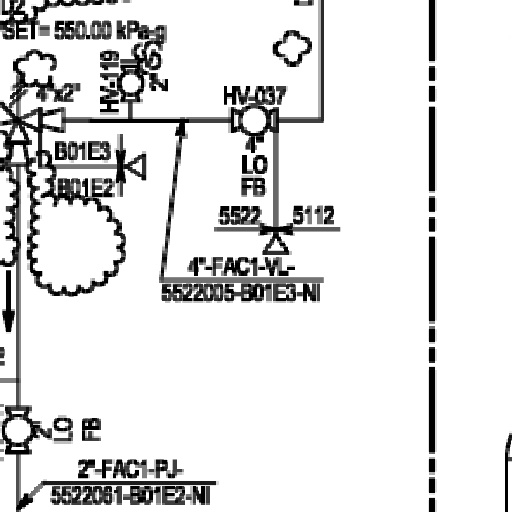 SET= 550.00 kPa-g
HV-119
2"
4"x2"
HV-037
4"
LO
FB
B01E3
B01E2
5522
5112
4"-FAC1-VL-
5522005-B01E3-NI
2"
LO
FB
2"-FAC1-PJ-
5522061-B01E2-NI